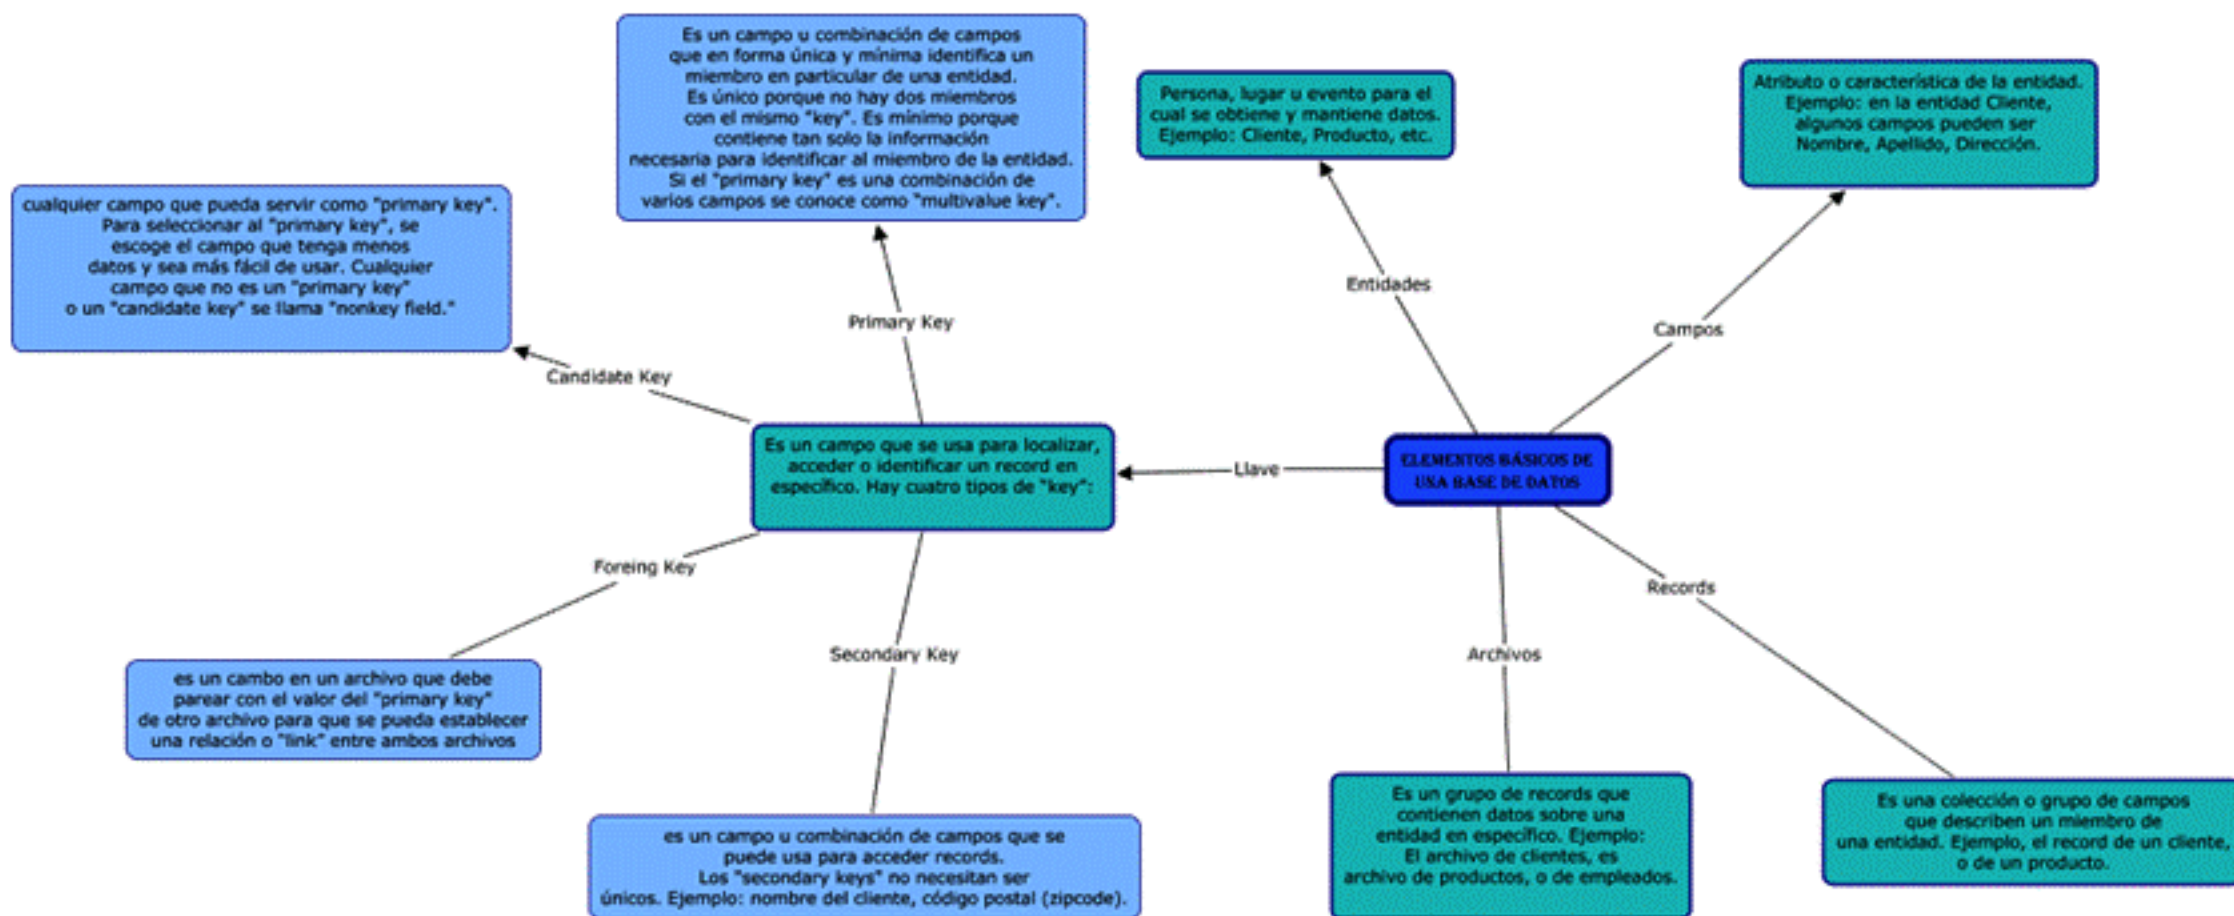 Es un campo u combinación de campos
que en forma única y mínima identifica un
miembro en particular de una entidad.
Es único porque no hay dos miembros
con el mismo "key". Es mínimo porque
contiene tan solo la información
necesaria para identificar al miembro de la entidad.
Si el "primary key" es una combinación de
varios campos se conoce como "multivalue key".
Persona, lugar u evento para el
cual se obtiene y mantiene datos.
Ejemplo: Cliente, Producto, etc.
Atributo o característica de la entidad.
Ejemplo: en la entidad Cliente,
algunos campos pueden ser
Nombre, Apellido, Dirección.
cualquier campo que pueda servir como "primary key".
Para seleccionar al "primary key", se
escoge el campo que tenga menos
datos y sea más fácil de usar. Cualquier
campo que no es un "primary key"
o un "candidate key" se llama "nonkey field."
Entidades
Primary Key
Campos
Candidate Key
Es un campo que se usa para localizar,
acceder o identificar un record en
específico. Hay cuatro tipos de "key":
Llave
ELEMENTOS BÁSICOS DE
UNA BASE DE DATOS
Foreing Key
Records
Secondary Key
Archivos
es un cambo en un archivo que debe
parear con el valor del "primary key"
de otro archivo para que se pueda establecer
una relación o "link" entre ambos archivos
es un campo u combinación de campos que se
puede usa para acceder records.
Los "secondary keys" no necesitan ser
únicos. Ejemplo: nombre del cliente, código postal (zipcode).
Es un grupo de records que
contienen datos sobre una
entidad en específico. Ejemplo:
El archivo de clientes, es
archivo de productos, o de empleados.
Es una colección o grupo de campos
que describen un miembro de
una entidad. Ejemplo, el record de un cliente,
o de un producto.